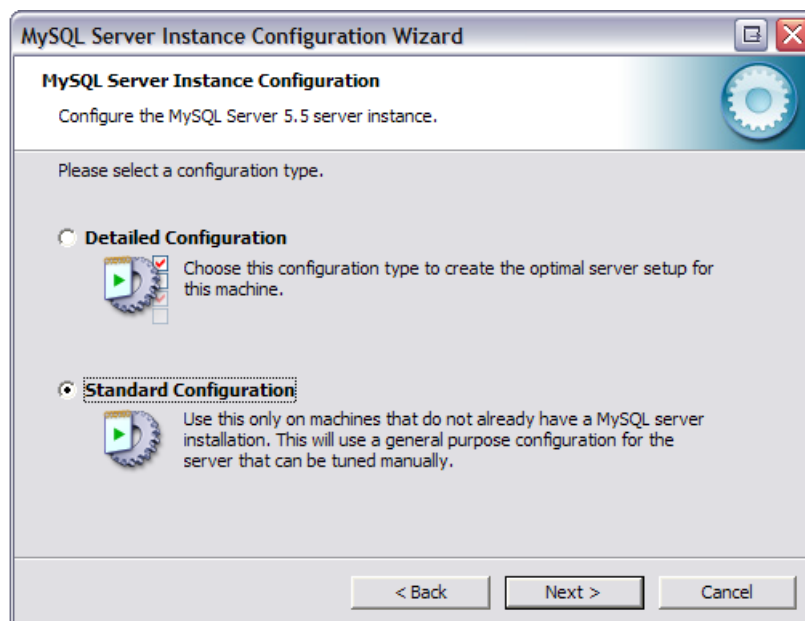 MySQL Server Instance Configuration Wizard
MySQL Server Instance Configuration
Configure the MySQL Server 5.5 server instance.
Please select a configuration type.
Detailed Configuration
Choose this configuration type to create the optimal server setup for
this machine.
Standard Configuration
Use this only on machines that do not already have a MySQL server
installation. This will use a general purpose configuration for the
server that can be tuned manually.
< Back Next > Cancel